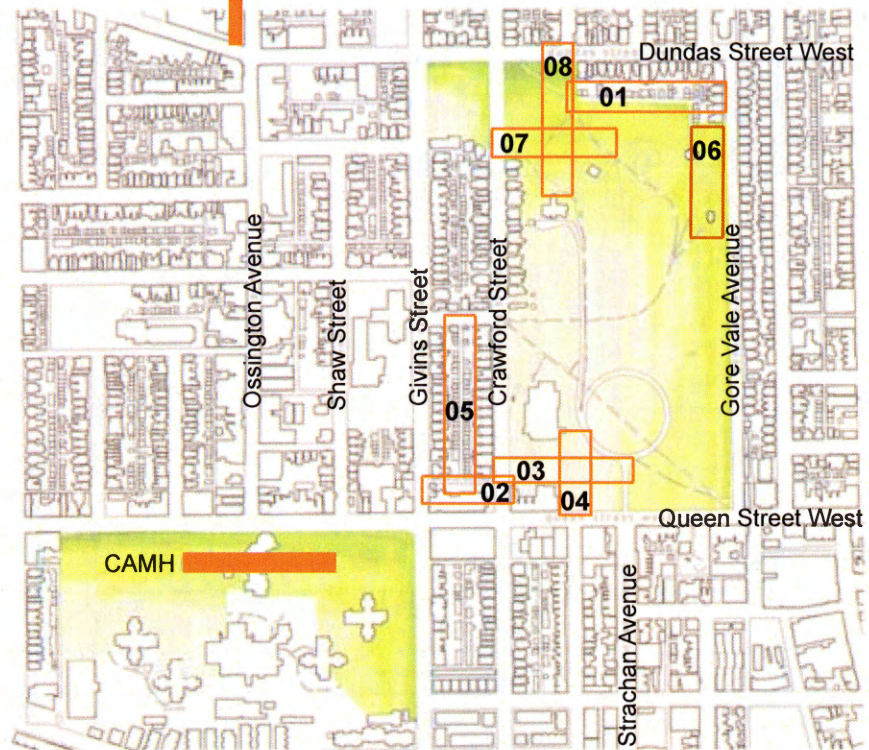 Dundas Street West
08
01
07
06
Ossington Avenue
Shaw Street
Givins Street
Crawford Street
Gore Vale Avenue
05
03
02
04
Queen Street West
CAMH
Strachan Avenue